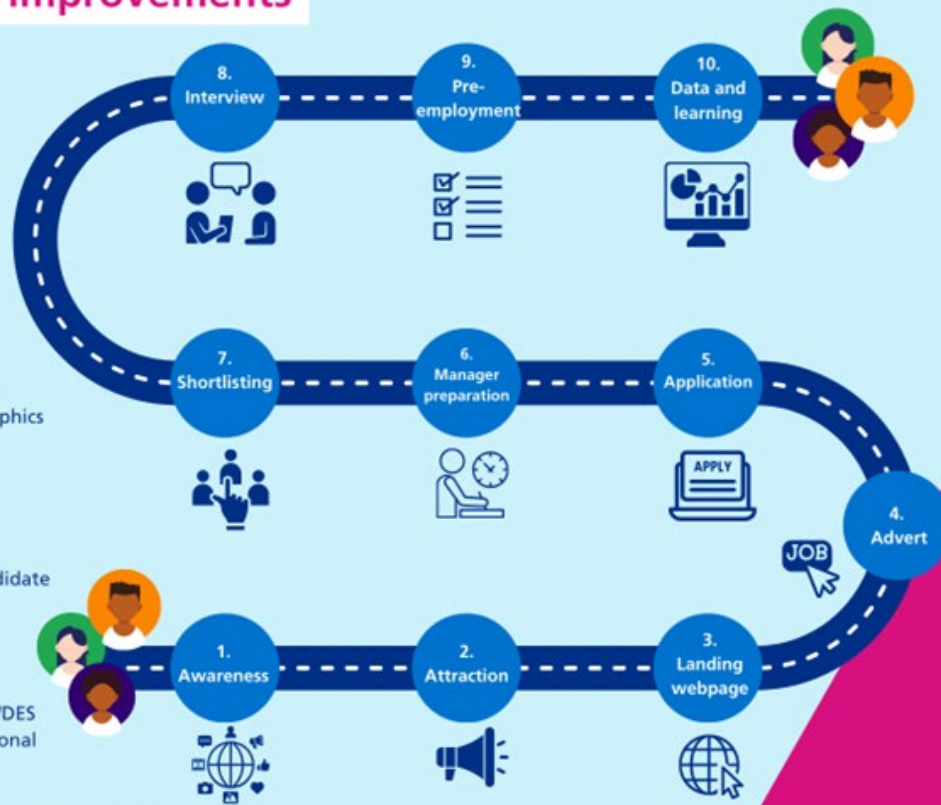 improvements
8.
Interview
9.
Pre-
employment
10.
Data and
learning
7.
Shortlisting
6.
Manager
preparation
5.
Application
phics
APPLY
4.
Advert
JOB
didate
1.
Awareness
2.
Attraction
3.
Landing
webpage
/DES
onal